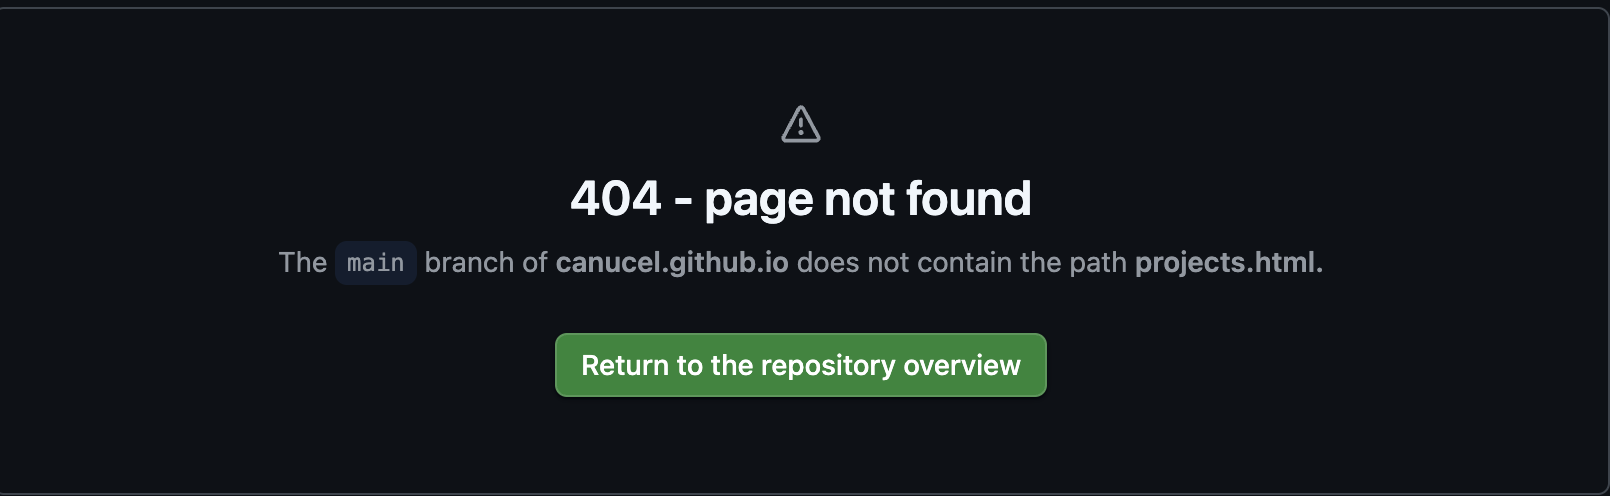 404 - page not found
The main branch of canucel.github.io does not contain the path projects.html.
Return to the repository overview